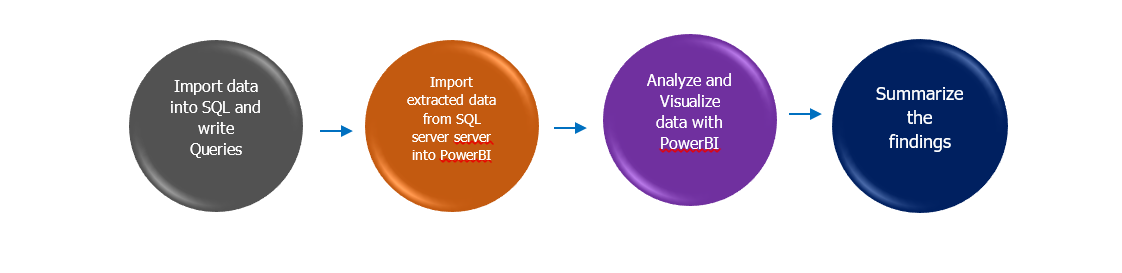 Import data
into SQL and
write
Queries
Import
extracted data
from SQL
server server
into PowerBI
Analyze and
Visualize
data with
PowerBI
Summarize
the
findings